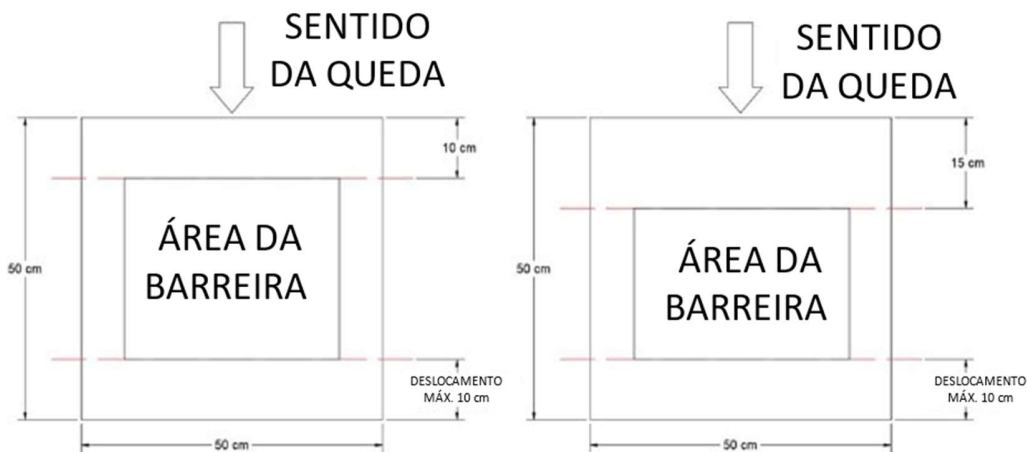 SENTIDO
DA QUEDA
10 cm
50 cm
ÁREA DA
BARREIRA
DESLOCAMENTO
MÁX. 10 cm
50 cm
SENTIDO
DA QUEDA
15 cm
50 cm
ÁREA DA
BARREIRA
DESLOCAMENTO
MÁX. 10 cm
50 cm